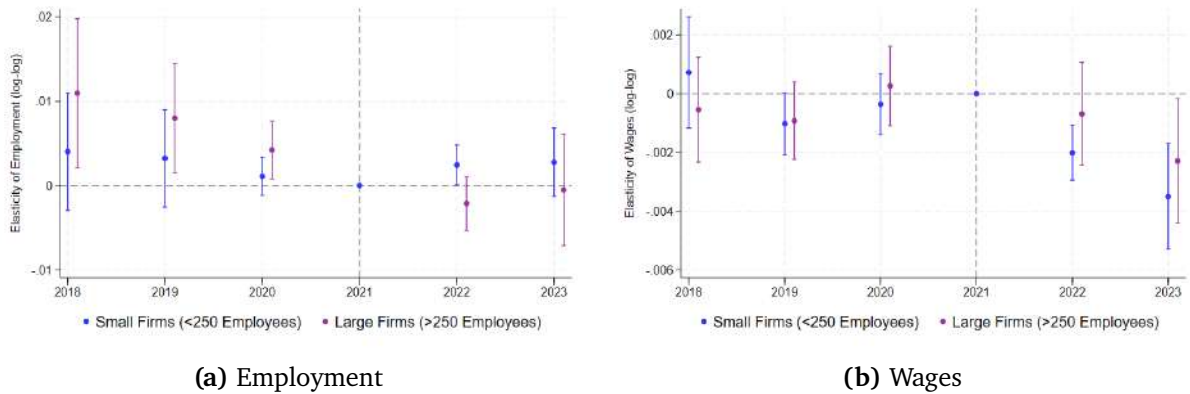 Elasticity of Employment (log-log)
.02
.01
0
-.01
2018 2019 2020 2021 2022 2023
Small Firms (<250 Employees) Large Firms (>250 Employees)
(a) Employment
Elasticity of Wages (log-log)
.002
0
-.002
-.004
-.006
2018 2019 2020 2021 2022 2023
Small Firms (<250 Employees) Large Firms (>250 Employees)
(b) Wages